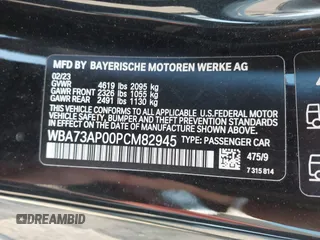 MFD BY BAYERISCHE MOTOREN WERKE AG
02/23
GVWR 4619 lbs 2095 kg
GAWR FRONT 2326 lbs 1055 kg
GAWR REAR 2491 lbs 1130 kg
THIS VEHICLE CONFORMS TO ALL APPLICABLE
FEDERAL MOTOR VEHICLE SAFETY, BUMPER,
AND THEFT PREVENTION STANDARDS IN EFFECT
ON THE DATE OF MANUFACTURE SHOWN ABOVE.
WBA73AP00PCM82945 TYPE: PASSENGER CAR
475/9
7 315 814
DREAMBID